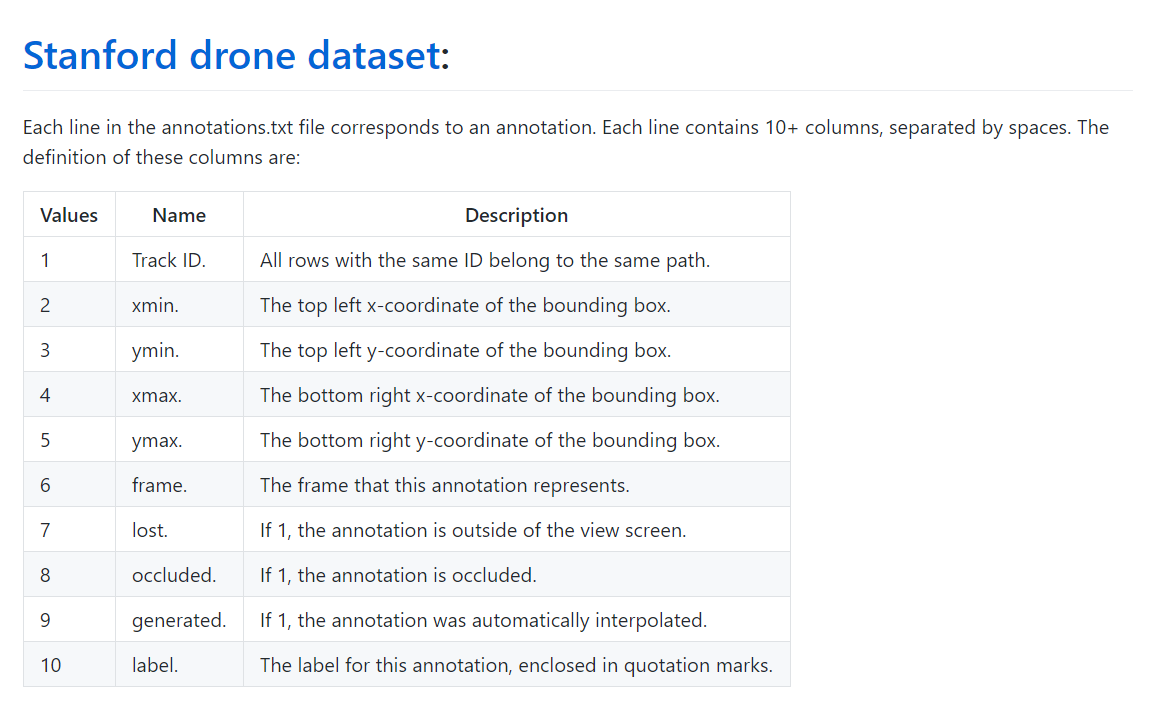 Stanford drone dataset:
Each line in the annotations.txt file corresponds to an annotation. Each line contains 10+ columns, separated by spaces. The
definition of these columns are:
Values Name Description
1 Track ID. All rows with the same ID belong to the same path.
2 xmin. The top left x-coordinate of the bounding box.
3 ymin. The top left y-coordinate of the bounding box.
4 xmax. The bottom right x-coordinate of the bounding box.
5 ymax. The bottom right y-coordinate of the bounding box.
6 frame. The frame that this annotation represents.
7 lost. If 1, the annotation is outside of the view screen.
8 occluded. If 1, the annotation is occluded.
9 generated. If 1, the annotation was automatically interpolated.
10 label. The label for this annotation, enclosed in quotation marks.